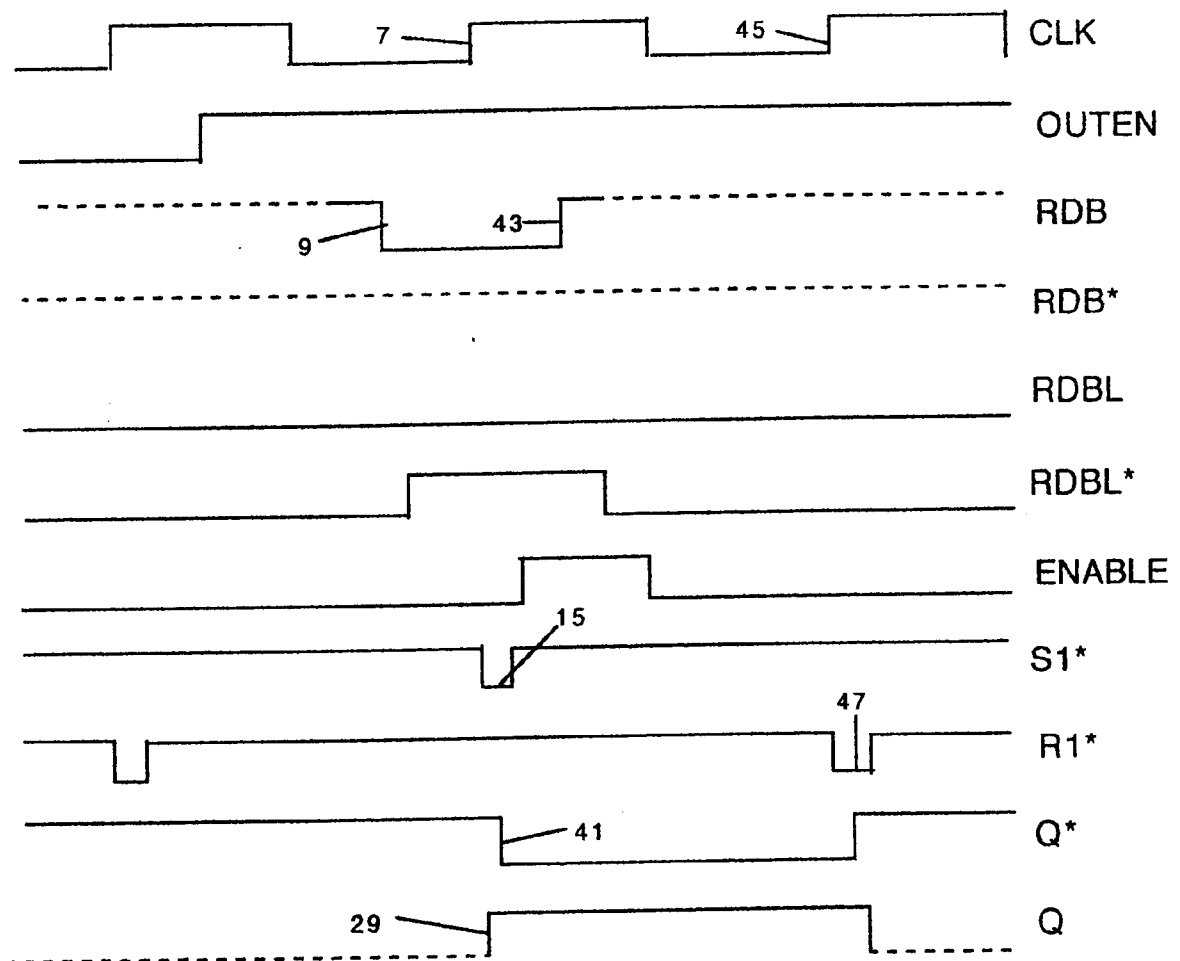 7
45
CLK
OUTEN
9
43
RDB
RDB*
RDBL
RDBL*
ENABLE
15
S1*
47
R1*
41
Q*
29
Q